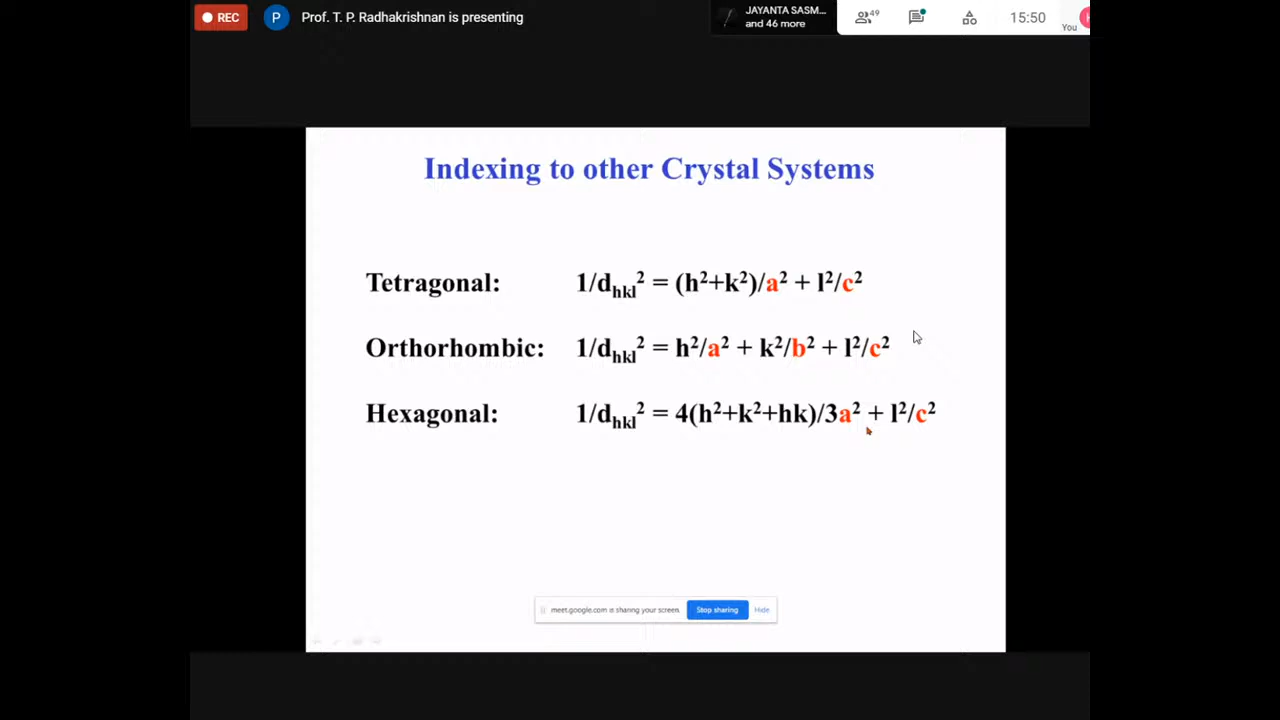 REC
P
Prof. T. P. Radhakrishnan is presenting
JAYANTA SASM...
and 46 more
49
15:50
You
Indexing to other Crystal Systems
Tetragonal: 1/dₕₖₗ² = (h²+k²)/a² + l²/c²
Orthorhombic: 1/dₕₖₗ² = h²/a² + k²/b² + l²/c²
Hexagonal: 1/dₕₖₗ² = 4(h²+k²+hk)/3a² + l²/c²
meet.google.com is sharing your screen.
Stop sharing
Hide